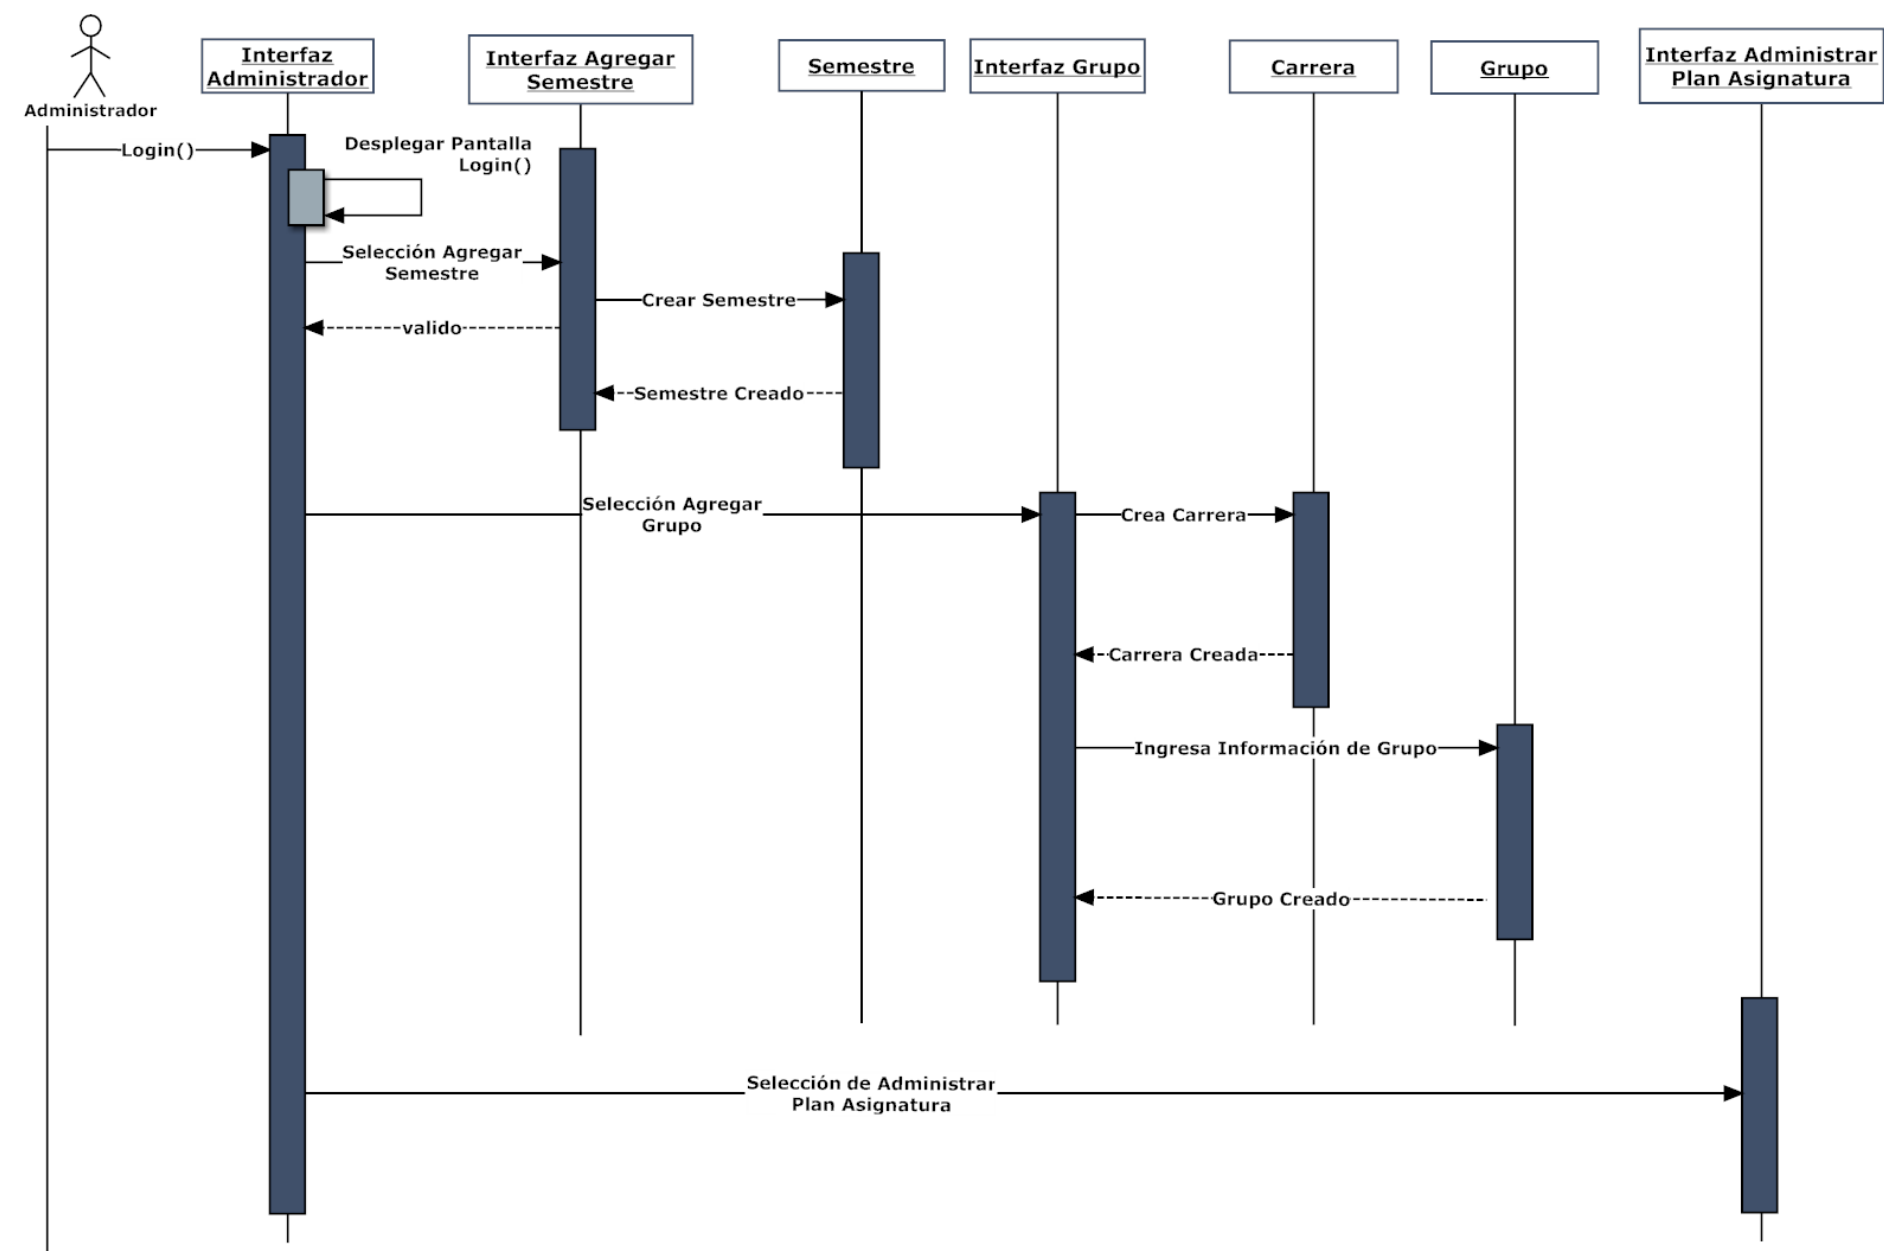 Administrador
Interfaz
Administrador
Interfaz Agregar
Semestre
Semestre
Interfaz Grupo
Carrera
Grupo
Interfaz Administrar
Plan Asignatura
Login()
Desplegar Pantalla
Login()
Selección Agregar
Semestre
Crear Semestre
valido
Semestre Creado
Selección Agregar
Grupo
Crea Carrera
Carrera Creada
Ingresa Información de Grupo
Grupo Creado
Selección de Administrar
Plan Asignatura